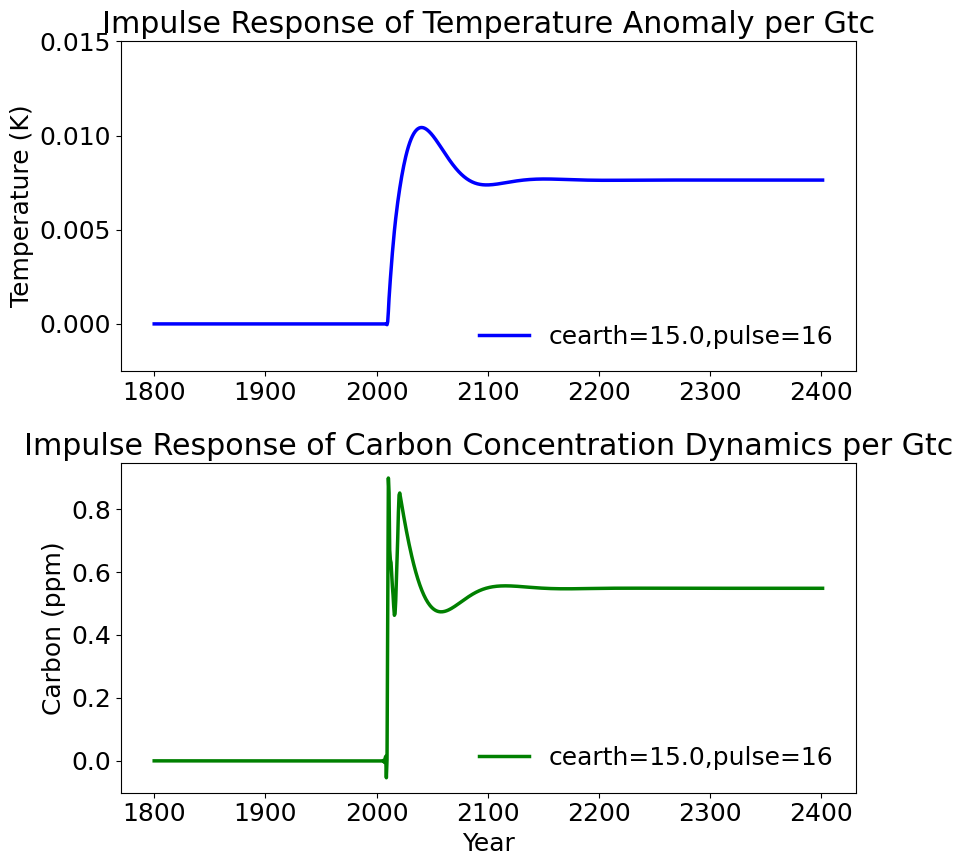 Impulse Response of Temperature Anomaly per Gtc
0.015
0.010
0.005
0.000
Temperature (K)
cearth=15.0,pulse=16
1800 1900 2000 2100 2200 2300 2400
Impulse Response of Carbon Concentration Dynamics per Gtc
0.8
0.6
0.4
0.2
0.0
Carbon (ppm)
cearth=15.0,pulse=16
1800 1900 2000 2100 2200 2300 2400
Year